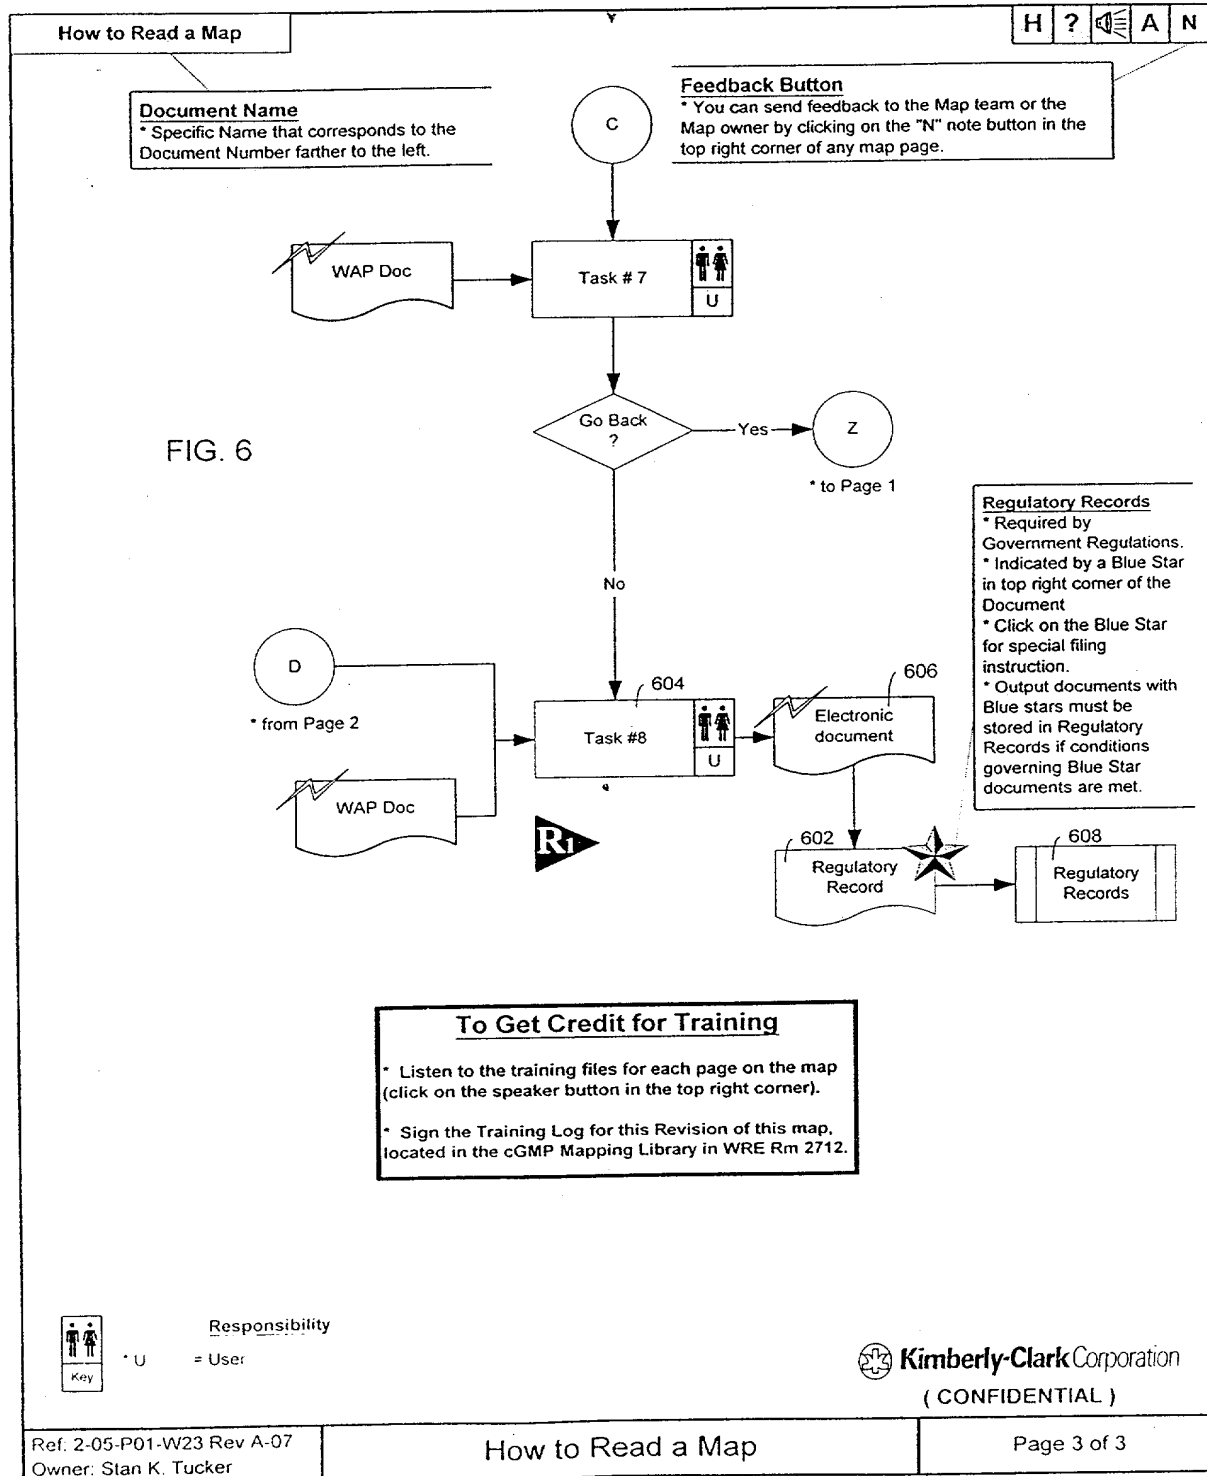 How to Read a Map
H ? A N
Document Name
* Specific Name that corresponds to the
Document Number farther to the left.
C
Feedback Button
* You can send feedback to the Map team or the
Map owner by clicking on the "N" note button in the
top right corner of any map page.
WAP Doc
Task # 7
U
Go Back
?
Yes
Z
* to Page 1
FIG. 6
No
Regulatory Records
* Required by
Government Regulations.
* Indicated by a Blue Star
in top right corner of the
Document
* Click on the Blue Star
for special filing
instruction.
* Output documents with
Blue stars must be
stored in Regulatory
Records if conditions
governing Blue Star
documents are met.
D
* from Page 2
604
Task #8
U
606
Electronic
document
WAP Doc
R1
602
Regulatory
Record
608
Regulatory
Records
To Get Credit for Training
* Listen to the training files for each page on the map
(click on the speaker button in the top right corner).
* Sign the Training Log for this Revision of this map,
located in the cGMP Mapping Library in WRE Rm 2712.
Responsibility
* U = User
Key
Kimberly-Clark Corporation
( CONFIDENTIAL )
Ref: 2-05-P01-W23 Rev A-07
Owner: Stan K. Tucker
How to Read a Map
Page 3 of 3